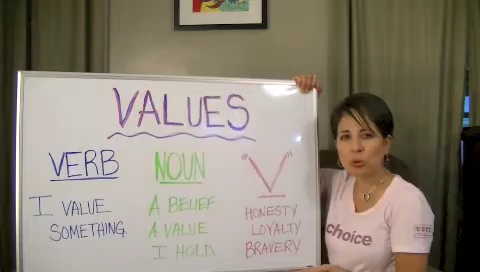 VALUES
VERB
I VALUE
SOMETHING.
NOUN
A BELIEF
A VALUE
I HOLD.
"V"
HONESTY
LOYALTY
BRAVERY
choice.